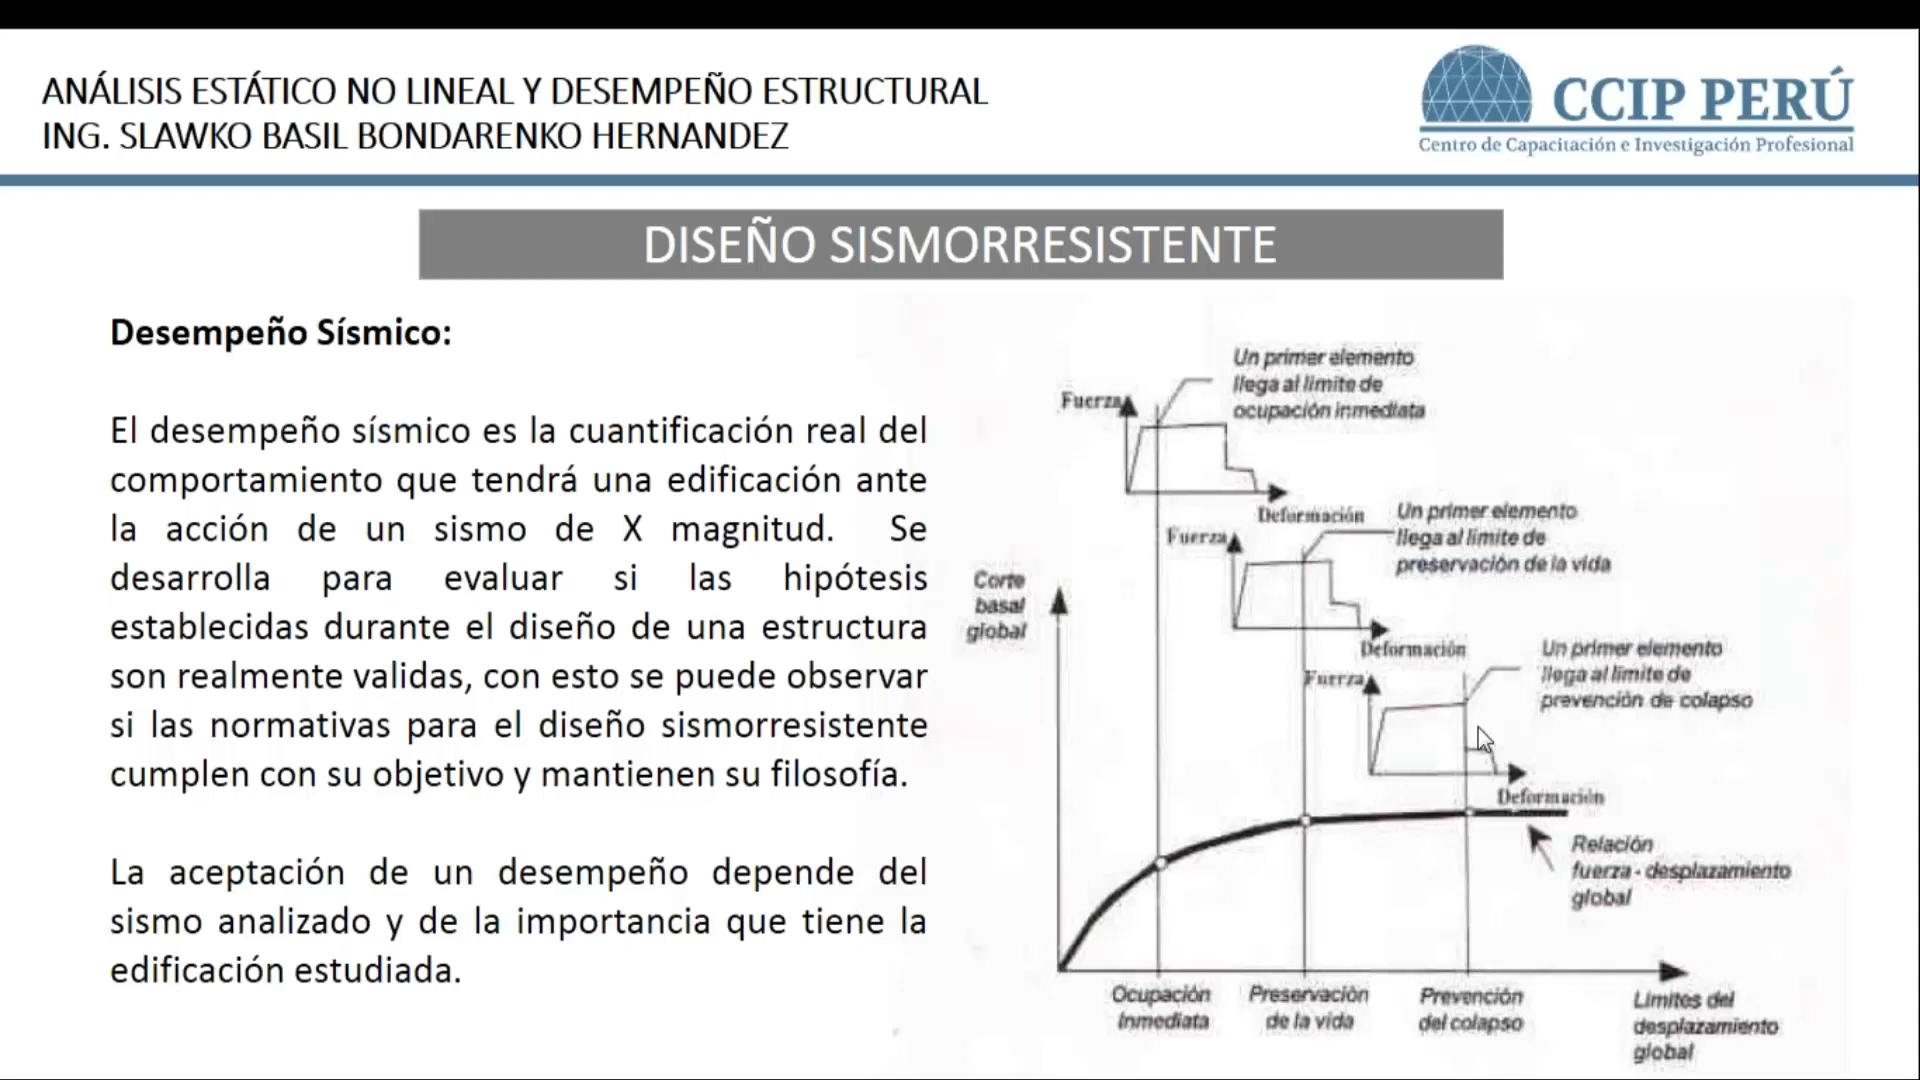 ANÁLISIS ESTÁTICO NO LINEAL Y DESEMPEÑO ESTRUCTURAL
ING. SLAWKO BASIL BONDARENKO HERNANDEZ
CCIP PERÚ
Centro de Capacitación e Investigación Profesional
DISEÑO SISMORRESISTENTE
Desempeño Sísmico:
El desempeño sísmico es la cuantificación real del
comportamiento que tendrá una edificación ante
la acción de un sismo de X magnitud. Se
desarrolla para evaluar si las hipótesis
establecidas durante el diseño de una estructura
son realmente validas, con esto se puede observar
si las normativas para el diseño sismorresistente
cumplen con su objetivo y mantienen su filosofía.
La aceptación de un desempeño depende del
sismo analizado y de la importancia que tiene la
edificación estudiada.
Un primer elemento
llega al limite de
ocupación inmediata
Fuerza
Deformación
Un primer elemento
llega al limite de
preservación de la vida
Fuerza
Deformación
Un primer elemento
llega al limite de
prevención de colapso
Fuerza
Deformación
Corte
basal
global
Relación
fuerza - desplazamiento
global
Ocupación
Inmediata
Preservación
de la vida
Prevención
del colapso
Limites del
desplazamiento
global